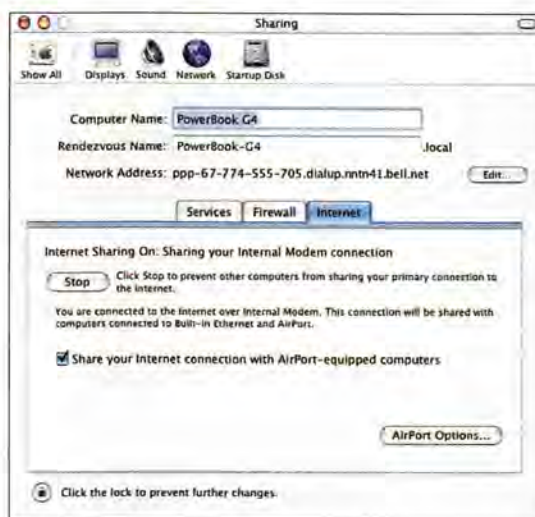 Sharing
Show All Displays Sound Network Startup Disk
Computer Name: PowerBook G4
Rendezvous Name: PowerBook-G4 .local
Network Address: ppp-67-774-555-705.dialup.nntn41.bell.net Edit...
Services Firewall Internet
Internet Sharing On: Sharing your Internal Modem connection
Stop Click Stop to prevent other computers from sharing your primary connection to
the Internet.
You are connected to the Internet over Internal Modem. This connection will be shared with
computers connected to Built-in Ethernet and AirPort.
Share your Internet connection with AirPort-equipped computers
AirPort Options...
Click the lock to prevent further changes.